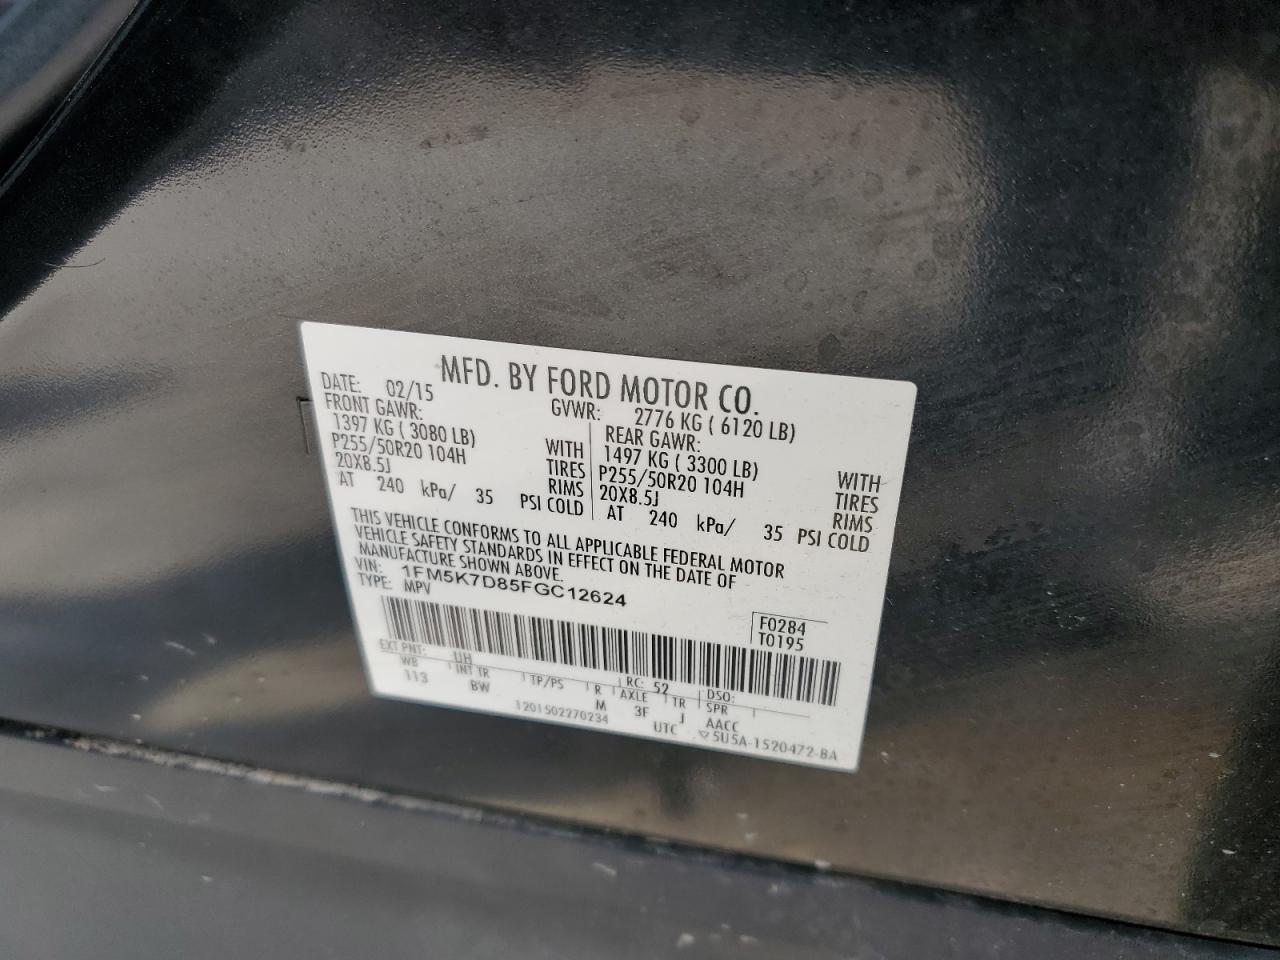 MFD. BY FORD MOTOR CO.
DATE: 02/15 GVWR: 2776 KG ( 6120 LB)
FRONT GAWR: REAR GAWR:
1397 KG ( 3080 LB) WITH 1497 KG ( 3300 LB) WITH
P255/50R20 104H TIRES P255/50R20 104H TIRES
20X8.5J RIMS 20X8.5J RIMS
AT 240 kPa/ 35 PSI COLD AT 240 kPa/ 35 PSI COLD
THIS VEHICLE CONFORMS TO ALL APPLICABLE FEDERAL MOTOR
VEHICLE SAFETY STANDARDS IN EFFECT ON THE DATE OF
MANUFACTURE SHOWN ABOVE.
VIN: 1FM5K7D85FGC12624
TYPE: MPV
F0284
T0195
EXT PNT: UH RC: 52 DSO:
WB INT TR TP/PS R AXLE TR SPR
113 BW M 3F J AACC
1201502270234 UTC 5U5A-1520472-BA